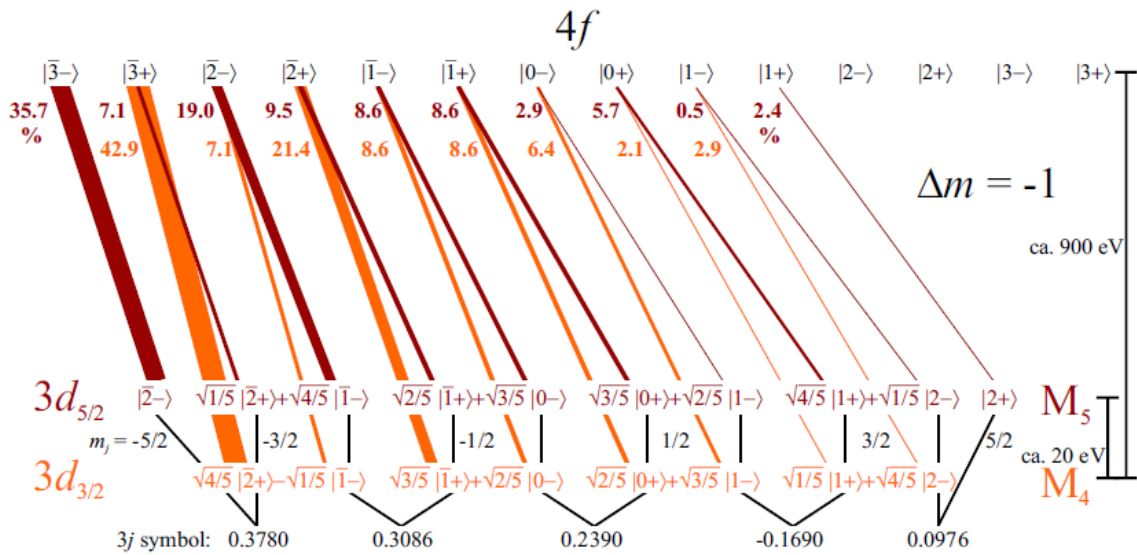 4f
|3̅−⟩ |3̅+⟩ |2̅−⟩ |2̅+⟩ |1̅−⟩ |1̅+⟩ |0−⟩ |0+⟩ |1−⟩ |1+⟩ |2−⟩ |2+⟩ |3−⟩ |3+⟩
35.7 % 7.1 19.0 9.5 8.6 8.6 2.9 5.7 0.5 2.4 %
42.9 7.1 21.4 8.6 8.6 6.4 2.1 2.9
Δm = -1
ca. 900 eV
3d5/2 |2̅−⟩ √1/5 |2̅+⟩+√4/5 |1̅−⟩ √2/5 |1̅+⟩+√3/5 |0−⟩ √3/5 |0+⟩+√2/5 |1−⟩ √4/5 |1+⟩+√1/5 |2−⟩ |2+⟩ M5
mj = -5/2 -3/2 -1/2 1/2 3/2 5/2 ca. 20 eV
3d3/2 √4/5 |2̅+⟩−√1/5 |1̅−⟩ √3/5 |1̅+⟩+√2/5 |0−⟩ √2/5 |0+⟩+√3/5 |1−⟩ √1/5 |1+⟩+√4/5 |2−⟩ M4
3j symbol: 0.3780 0.3086 0.2390 -0.1690 0.0976